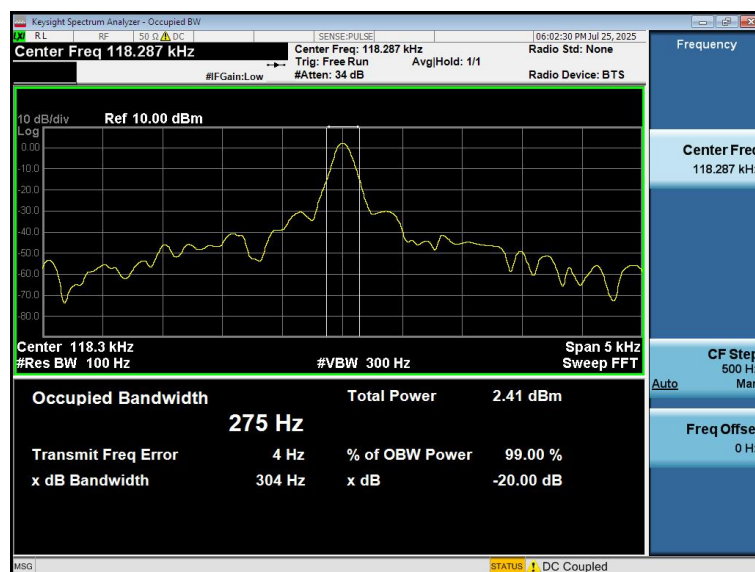 Keysight Spectrum Analyzer - Occupied BW
LXI RL RF 50 Ω DC SENSE:PULSE 06:02:30 PM Jul 25, 2025
Center Freq 118.287 kHz
Center Freq: 118.287 kHz Radio Std: None
Trig: Free Run Avg|Hold: 1/1
#IFGain:Low #Atten: 34 dB Radio Device: BTS
10 dB/div Ref 10.00 dBm
Log
0.00
-10.0
-20.0
-30.0
-40.0
-50.0
-60.0
-70.0
-80.0
Center 118.3 kHz Span 5 kHz
#Res BW 100 Hz #VBW 300 Hz Sweep FFT
Occupied Bandwidth Total Power 2.41 dBm
275 Hz
Transmit Freq Error 4 Hz % of OBW Power 99.00 %
x dB Bandwidth 304 Hz x dB -20.00 dB
Frequency
Center Freq
118.287 kHz
CF Step
500 Hz
Auto Man
Freq Offse
0 Hz
MSG STATUS DC Coupled